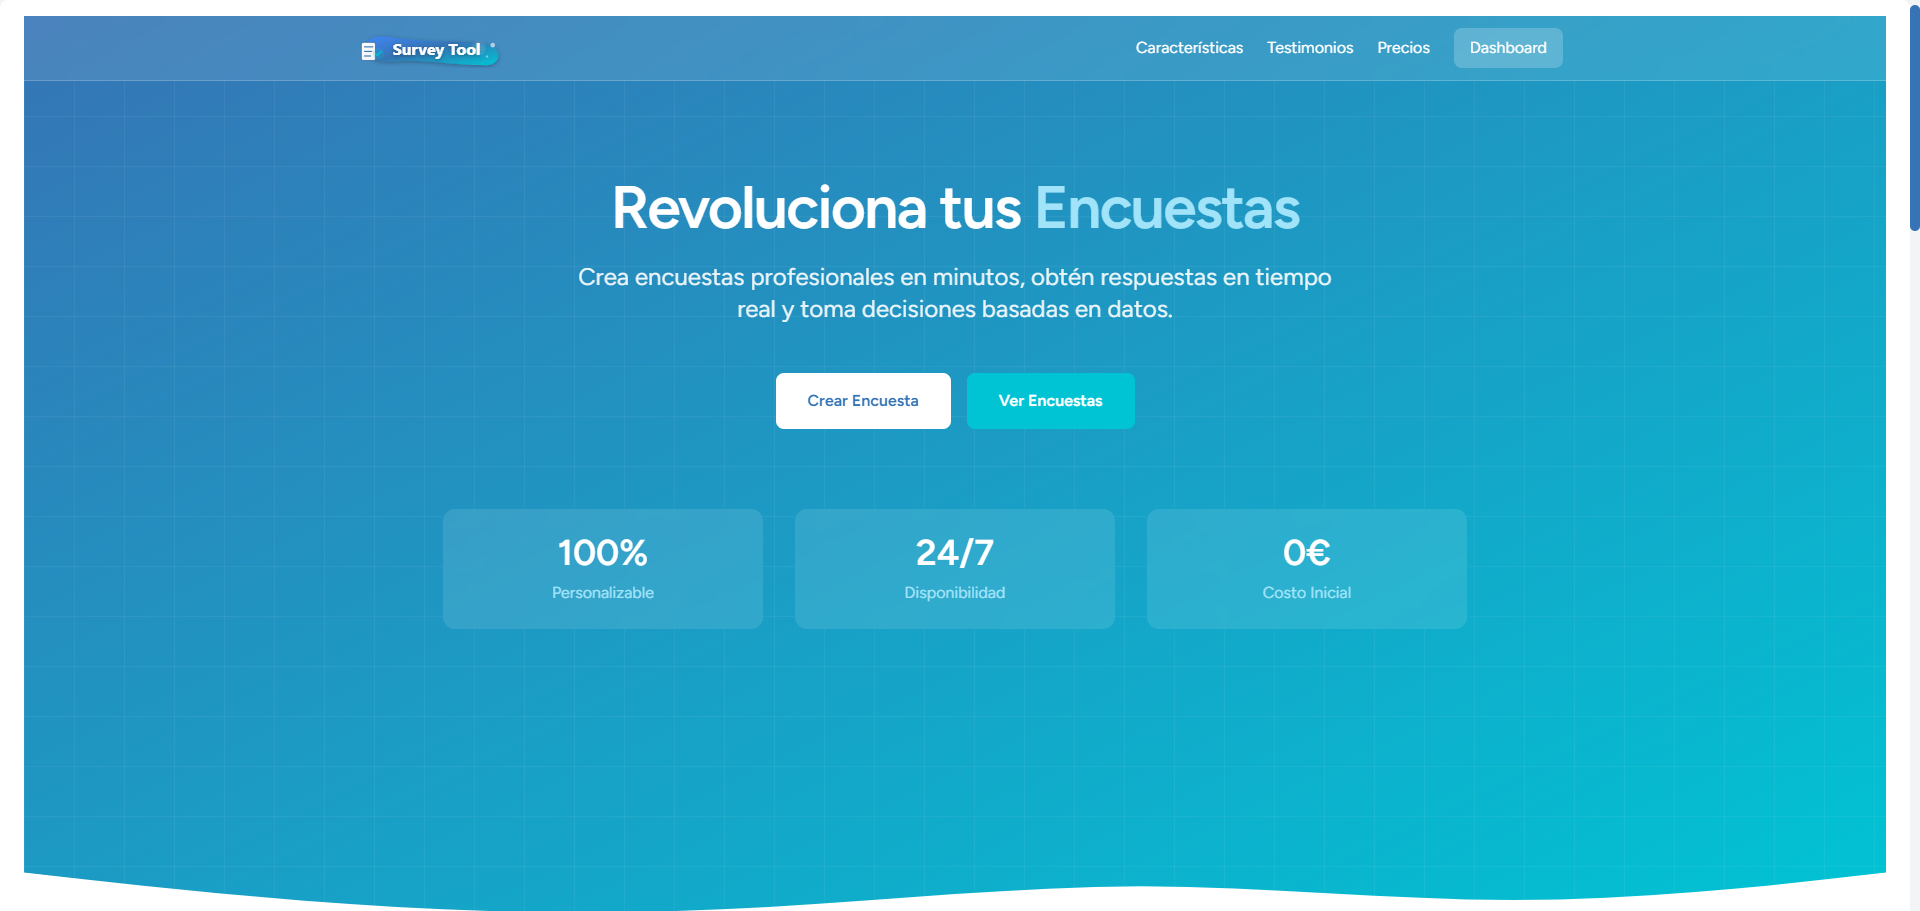 Survey Tool
Características
Testimonios
Precios
Dashboard
Revoluciona tus Encuestas
Crea encuestas profesionales en minutos, obtén respuestas en tiempo
real y toma decisiones basadas en datos.
Crear Encuesta
Ver Encuestas
100%
Personalizable
24/7
Disponibilidad
0€
Costo Inicial